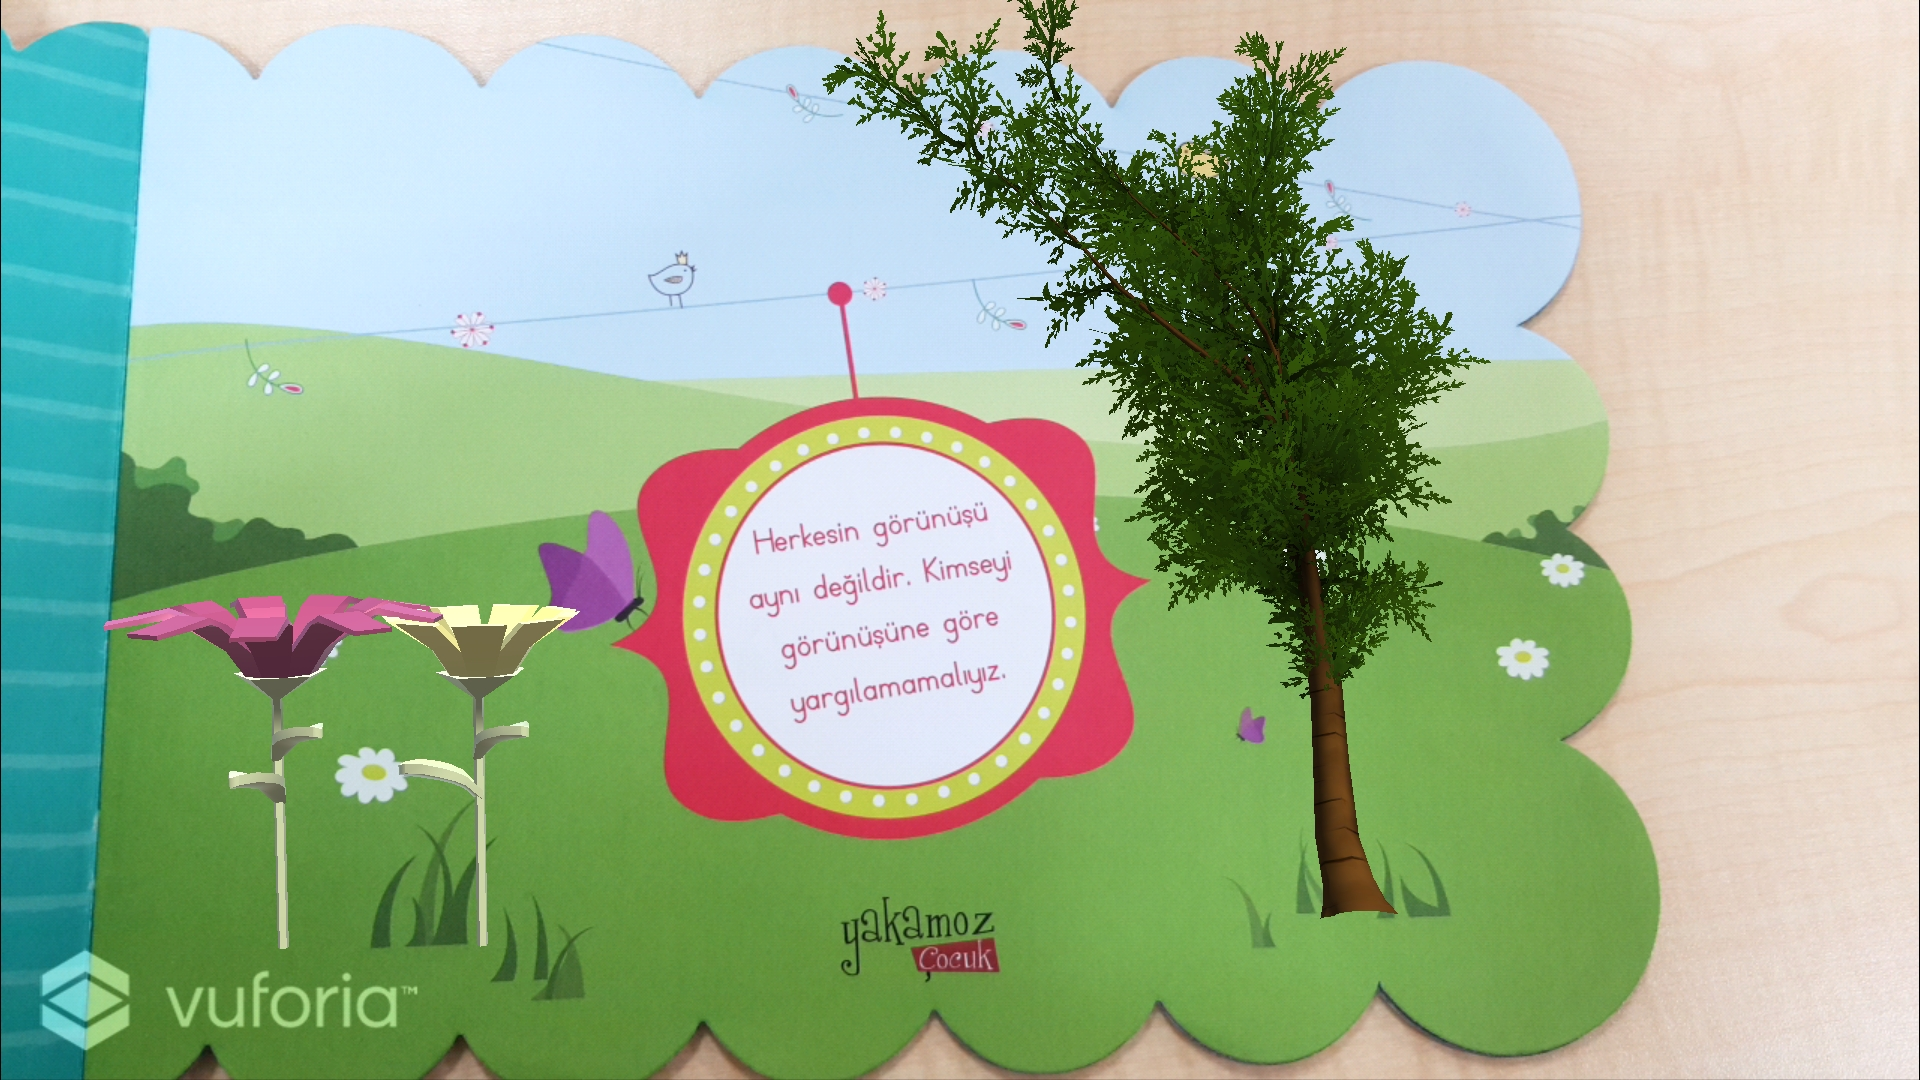 Herkesin görünüşü
aynı değildir. Kimseyi
görünüşüne göre
yargılamamalıyız.
yakamoz
Çocuk
vuforia™